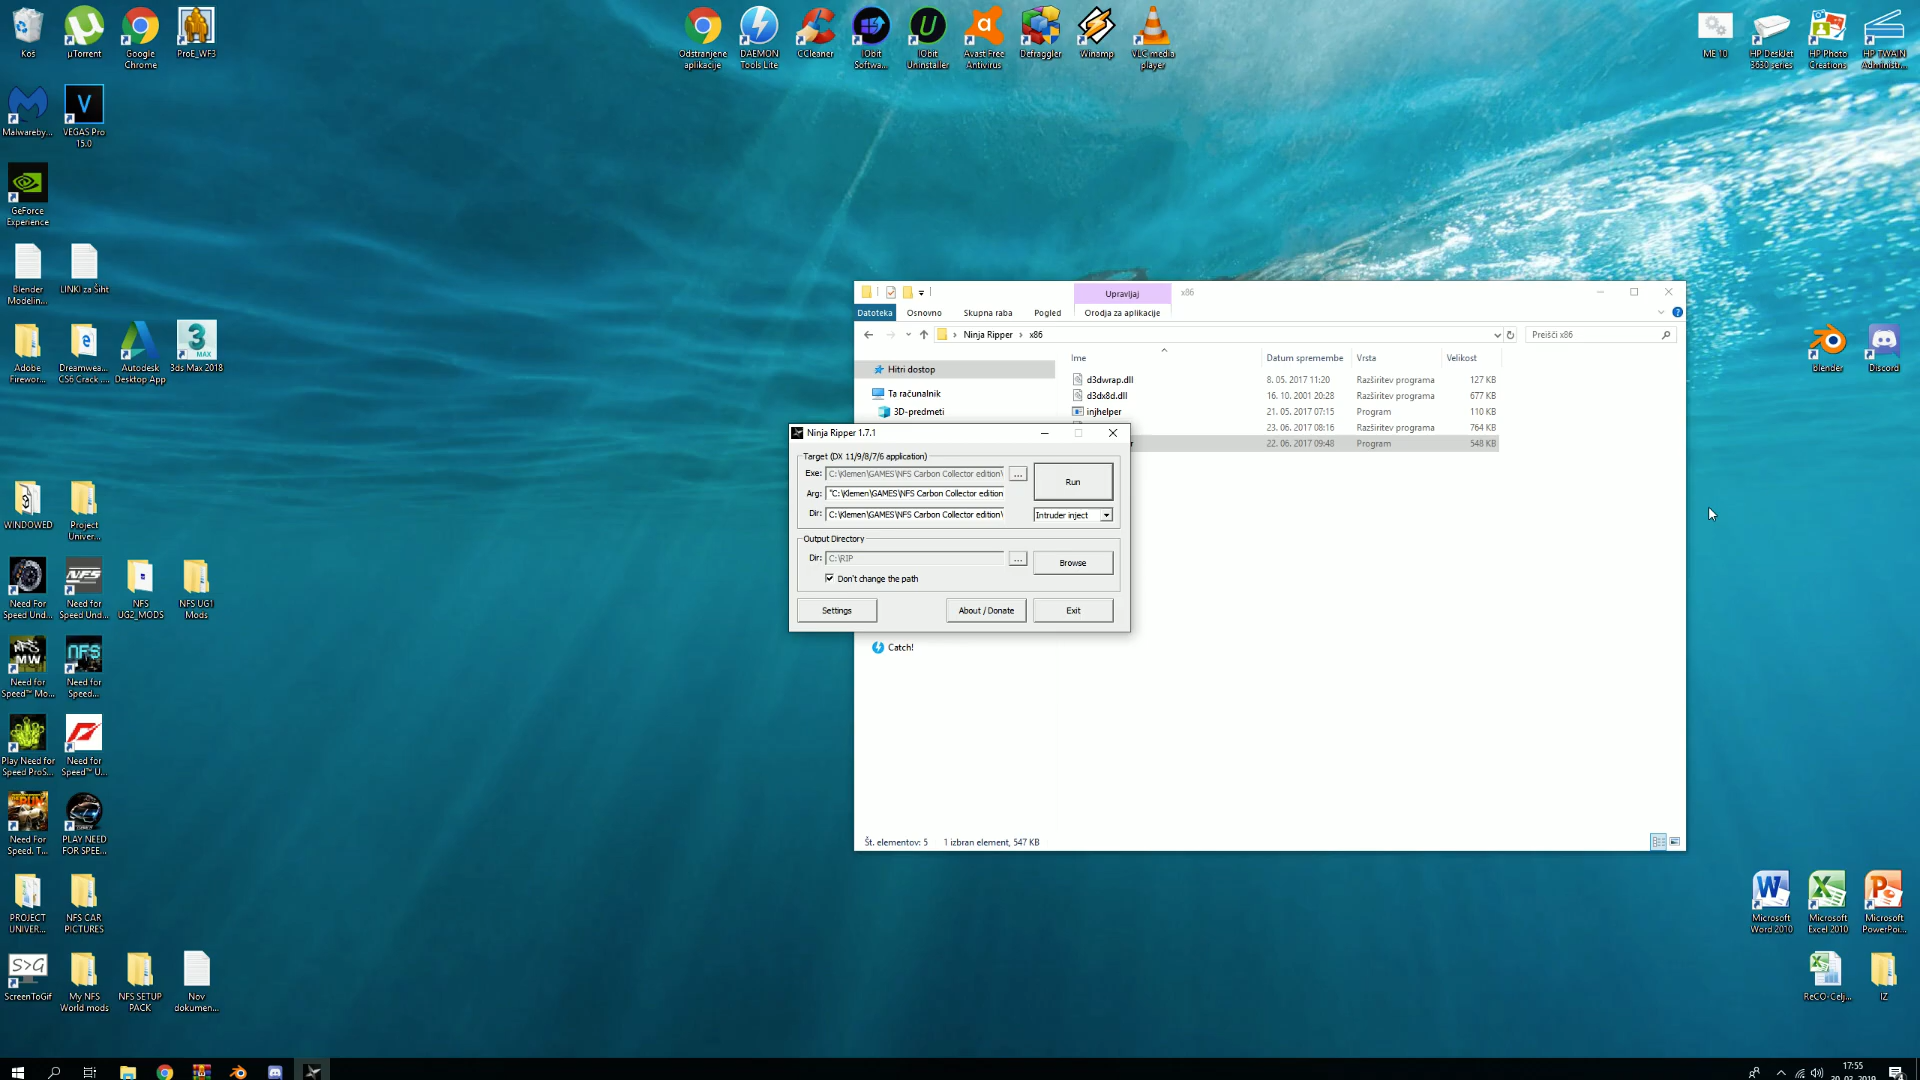 Koš
µTorrent
Google
Chrome
ProE_WF3
Odstranjene
aplikacije
DAEMON
Tools Lite
CCleaner
IObit
Softwa...
IObit
Uninstaller
Avast Free
Antivirus
Defraggler
Winamp
VLC media
player
ME 10
HP DeskJet
3630 series
HP Photo
Creations
HP TWAIN
Administr...
Malwareby...
VEGAS Pro
15.0
GeForce
Experience
Blender
Modelin...
LINKI za Šiht
Adobe
Firewor...
Dreamwea...
CS6 Crack ...
Autodesk
Desktop App
3ds Max 2018
blender
Discord
WINDOWED
Project
Univer...
Need For
Speed Und...
Need for
Speed Und...
NFS
UG2_MODS
NFS UG1
Mods
Need for
Speed™ Mo...
Need for
Speed...
Play Need for
Speed ProS...
Need for
Speed™ U...
Need For
Speed. T...
PLAY NEED
FOR SPEE...
PROJECT
UNIVER...
NFS CAR
PICTURES
S>G
ScreenToGif
My NFS
World mods
NFS SETUP
PACK
Nov
dokumen...
Microsoft
Word 2010
Microsoft
Excel 2010
Microsoft
PowerPoi...
ReCO-Celj...
IZ
Upravljaj
x86
Datoteka
Osnovno
Skupna raba
Pogled
Orodja za aplikacije
Ninja Ripper › x86
Preišči x86
Hitri dostop
Ta računalnik
3D-predmeti
Catch!
Ime
Datum spremembe
Vrsta
Velikost
d3dwrap.dll
8. 05. 2017 11:20
Razširitev programa
127 KB
d3dx8d.dll
16. 10. 2001 20:28
Razširitev programa
677 KB
injhelper
21. 05. 2017 07:15
Program
110 KB
23. 06. 2017 08:16
Razširitev programa
764 KB
22. 06. 2017 09:48
Program
548 KB
Št. elementov: 5
1 izbran element, 547 KB
Ninja Ripper 1.7.1
Target (DX 11/9/8/7/6 application)
Exe: C:\Klemen\GAMES\NFS Carbon Collector edition\
...
Run
Arg: "C:\Klemen\GAMES\NFS Carbon Collector edition
Dir: C:\Klemen\GAMES\NFS Carbon Collector edition\
Intruder inject
Output Directory
Dir: C:\RIP
...
Browse
Don't change the path
Settings
About / Donate
Exit
17:55